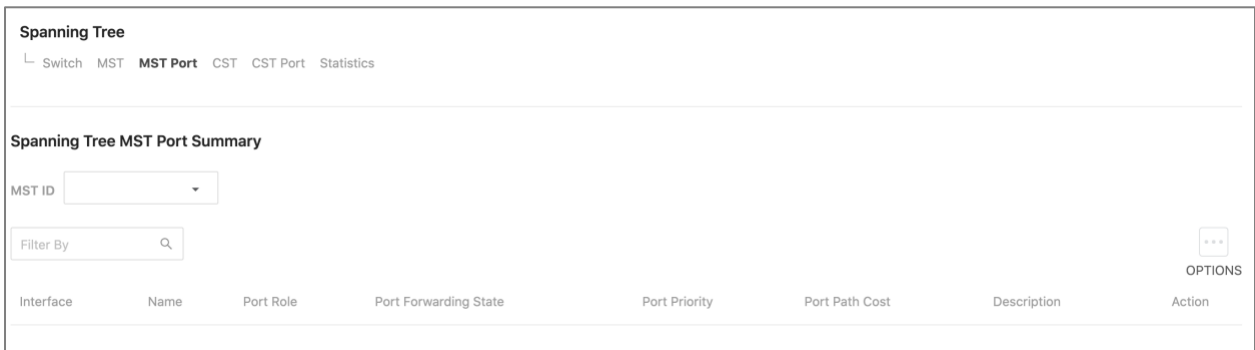 Spanning Tree
Switch MST MST Port CST CST Port Statistics
Spanning Tree MST Port Summary
MST ID
Filter By
OPTIONS
Interface Name Port Role Port Forwarding State Port Priority Port Path Cost Description Action